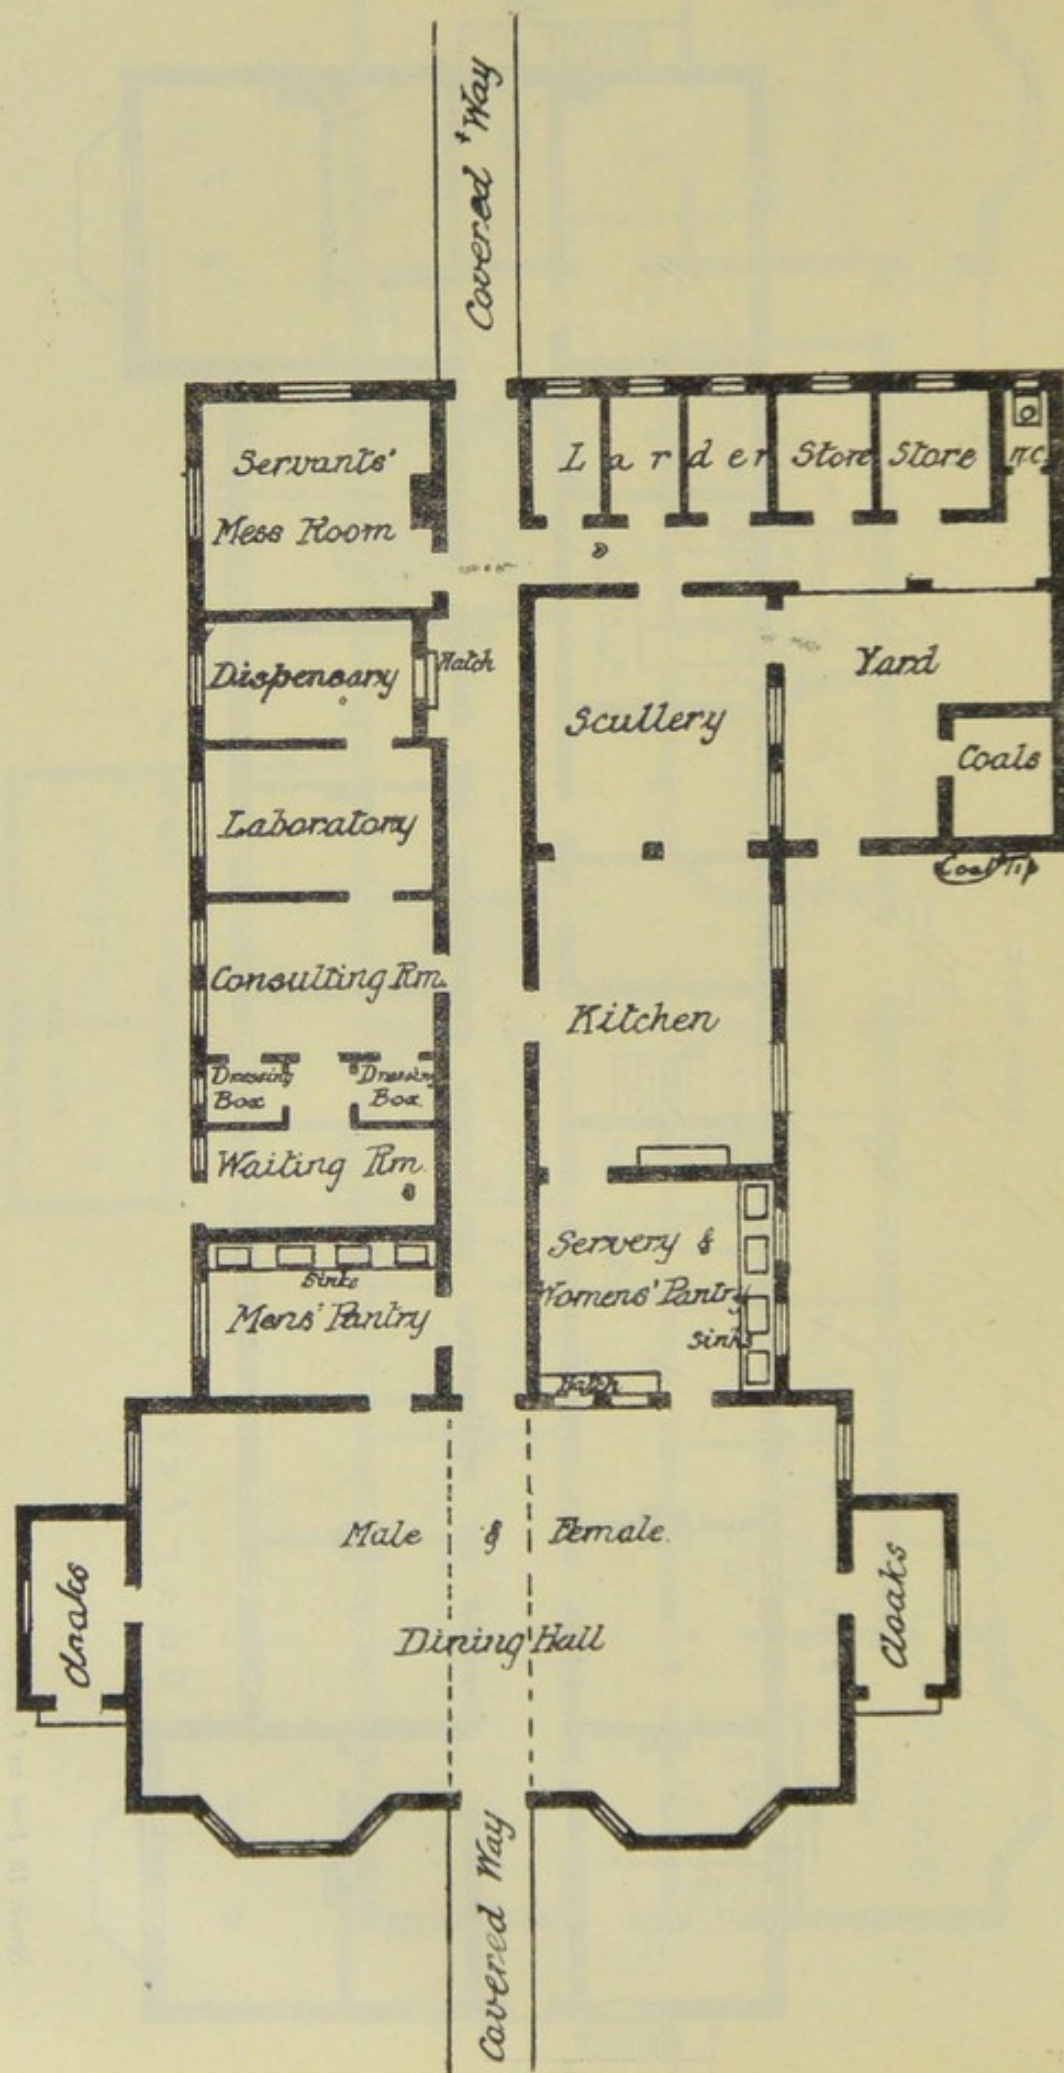 Covered Way
Servants'
Mess Room
Larder
Store
Store
W.C.
Dispensary
Hatch
Scullery
Yard
Coals
Coal Tip
Laboratory
Consulting Rm.
Kitchen
Dressing
Box
Dressing
Box.
Waiting Rm.
Sinks
Mens' Pantry
Servery &
Womens' Pantry
Sinks
Hatch
Male & Female.
Dining Hall
Cloaks
Cloaks
Covered Way